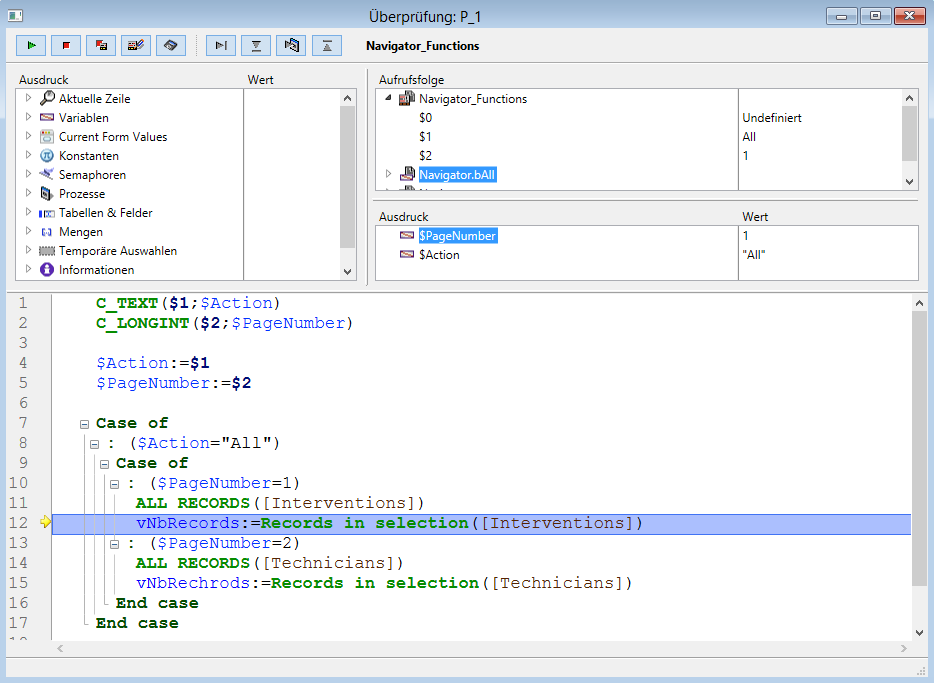 Überprüfung: P_1
Navigator_Functions
Ausdruck Wert
Aktuelle Zeile
Variablen
Current Form Values
Konstanten
Semaphoren
Prozesse
Tabellen & Felder
Mengen
Temporäre Auswahlen
Informationen
Aufrufsfolge
Navigator_Functions
$0 Undefiniert
$1 All
$2 1
Navigator.bAll
Ausdruck Wert
$PageNumber 1
$Action "All"
1 C_TEXT($1;$Action)
2 C_LONGINT($2;$PageNumber)
3
4 $Action:=$1
5 $PageNumber:=$2
6
7 Case of
8 : ($Action="All")
9 Case of
10 : ($PageNumber=1)
11 ALL RECORDS([Interventions])
12 vNbRecords:=Records in selection([Interventions])
13 : ($PageNumber=2)
14 ALL RECORDS([Technicians])
15 vNbRechrods:=Records in selection([Technicians])
16 End case
17 End case